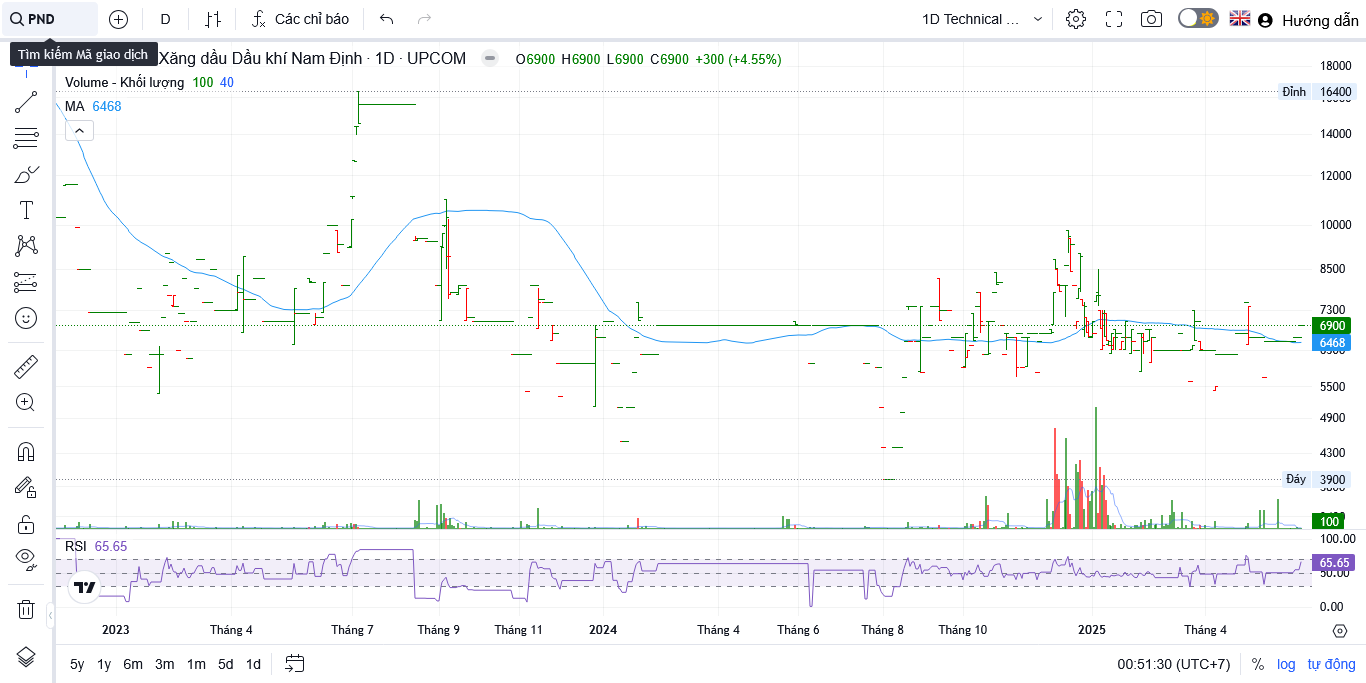 PND
D
Các chỉ báo
1D Technical ...
Hướng dẫn
Tìm kiếm Mã giao dịch
Xăng dầu Dầu khí Nam Định · 1D · UPCOM
O6900 H6900 L6900 C6900 +300 (+4.55%)
Volume - Khối lượng 100 40
MA 6468
18000
Đỉnh 16400
14000
12000
10000
8500
7300
6900
6468
5500
4900
4300
Đáy 3900
100
RSI 65.65
100.00
65.65
50.00
0.00
2023 Tháng 4 Tháng 7 Tháng 9 Tháng 11 2024 Tháng 4 Tháng 6 Tháng 8 Tháng 10 2025 Tháng 4
5y 1y 6m 3m 1m 5d 1d
00:51:30 (UTC+7) % log tự động